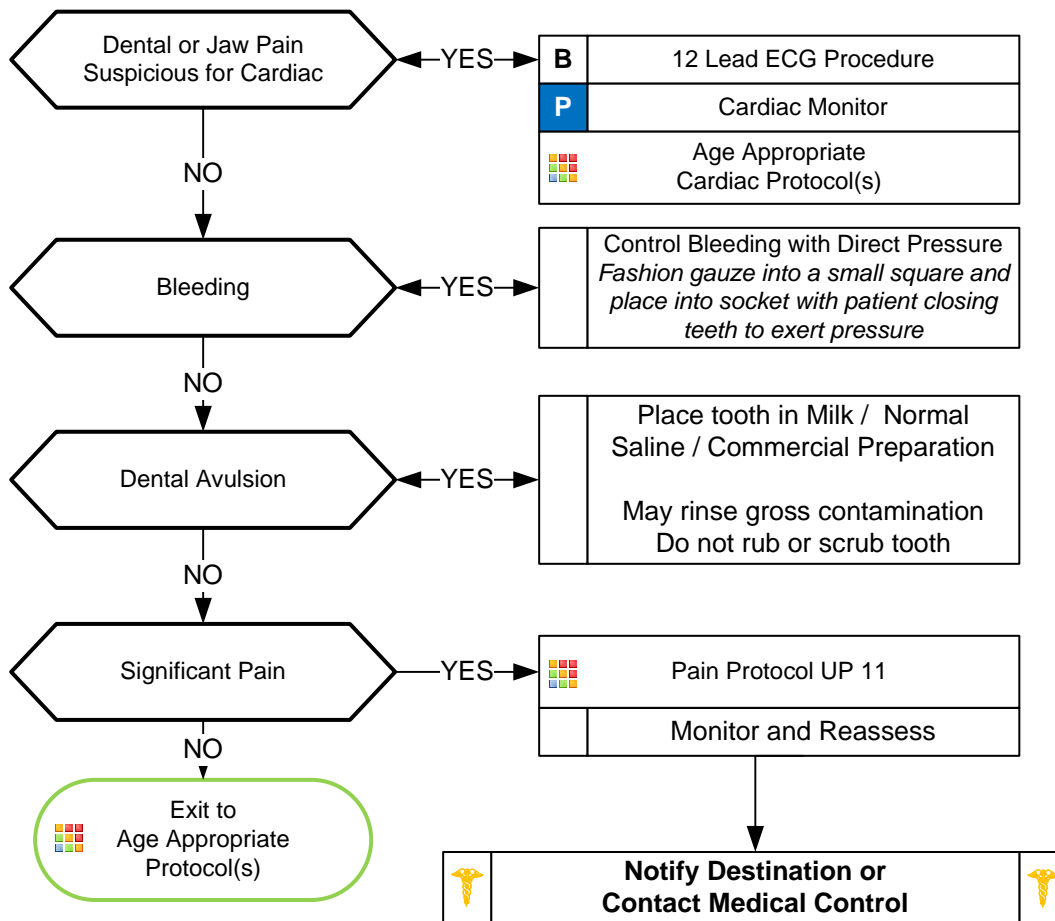 Dental or Jaw Pain
Suspicious for Cardiac
YES
B
12 Lead ECG Procedure
P
Cardiac Monitor
Age Appropriate
Cardiac Protocol(s)
NO
Bleeding
YES
Control Bleeding with Direct Pressure
Fashion gauze into a small square and
place into socket with patient closing
teeth to exert pressure
NO
Dental Avulsion
YES
Place tooth in Milk / Normal
Saline / Commercial Preparation
May rinse gross contamination
Do not rub or scrub tooth
NO
Significant Pain
YES
Pain Protocol UP 11
Monitor and Reassess
NO
Exit to
Age Appropriate
Protocol(s)
Notify Destination or
Contact Medical Control